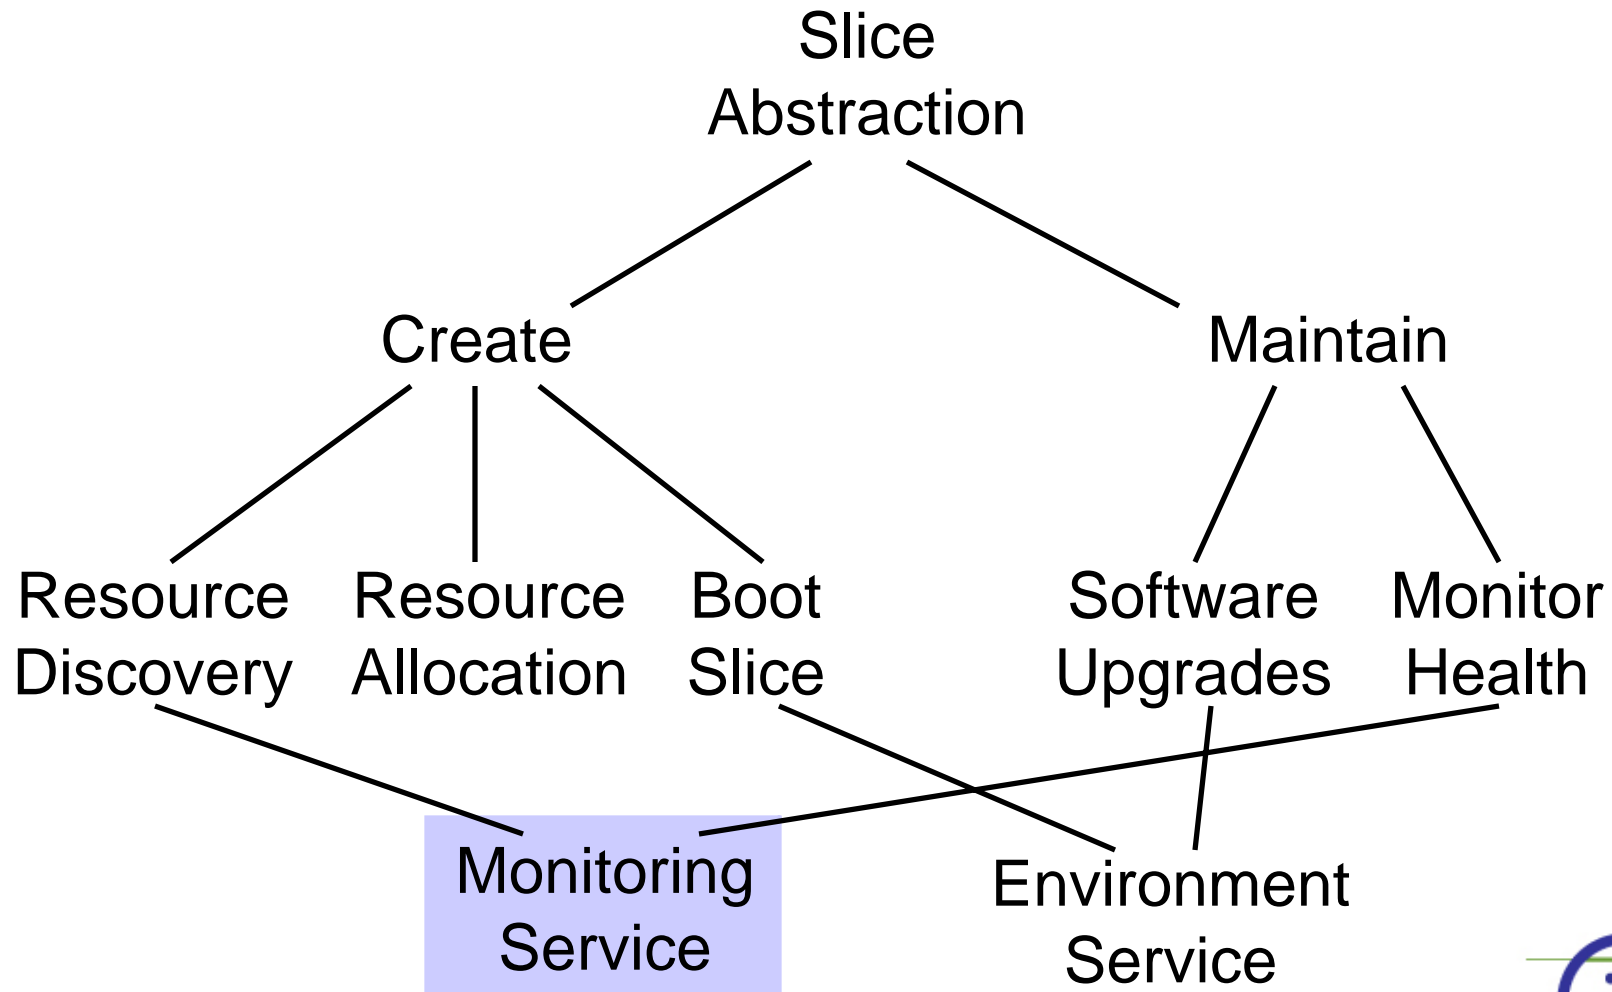 Slice
Abstraction
Create
Maintain
Resource
Discovery
Resource
Allocation
Boot
Slice
Software
Upgrades
Monitor
Health
Monitoring
Service
Environment
Service